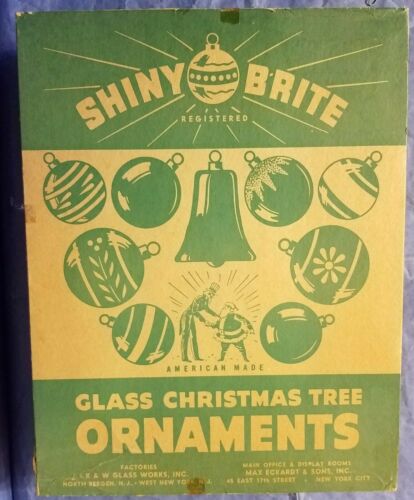 SHINY BRITE
REGISTERED
AMERICAN MADE
GLASS CHRISTMAS TREE
ORNAMENTS
FACTORIES
K & W GLASS WORKS, INC.
NORTH BERGEN, N. J. - WEST NEW YORK, N. J.
MAIN OFFICE & DISPLAY ROOMS
MAX ECKARDT & SONS, INC.
45 EAST 17th STREET - NEW YORK CITY